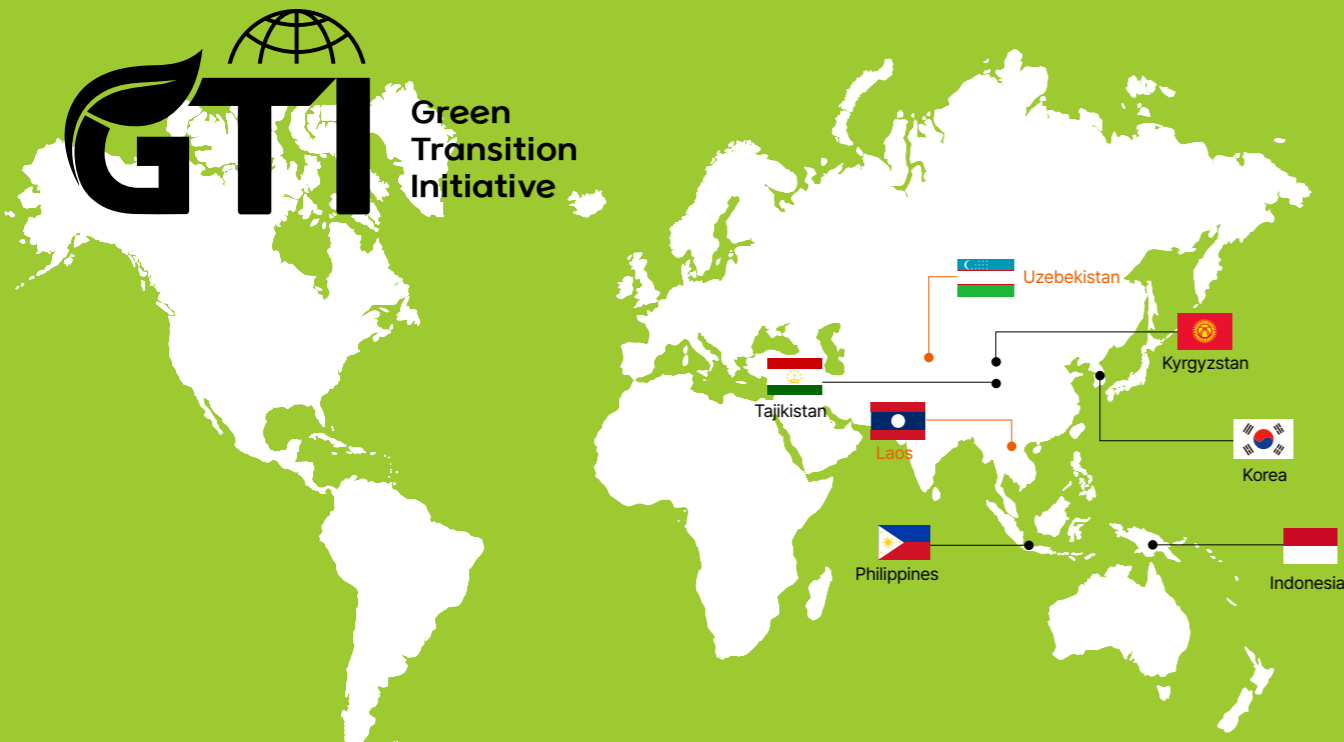 GTI
Green
Transition
Initiative
Uzebekistan
Kyrgyzstan
Tajikistan
Laos
Korea
Philippines
Indonesia